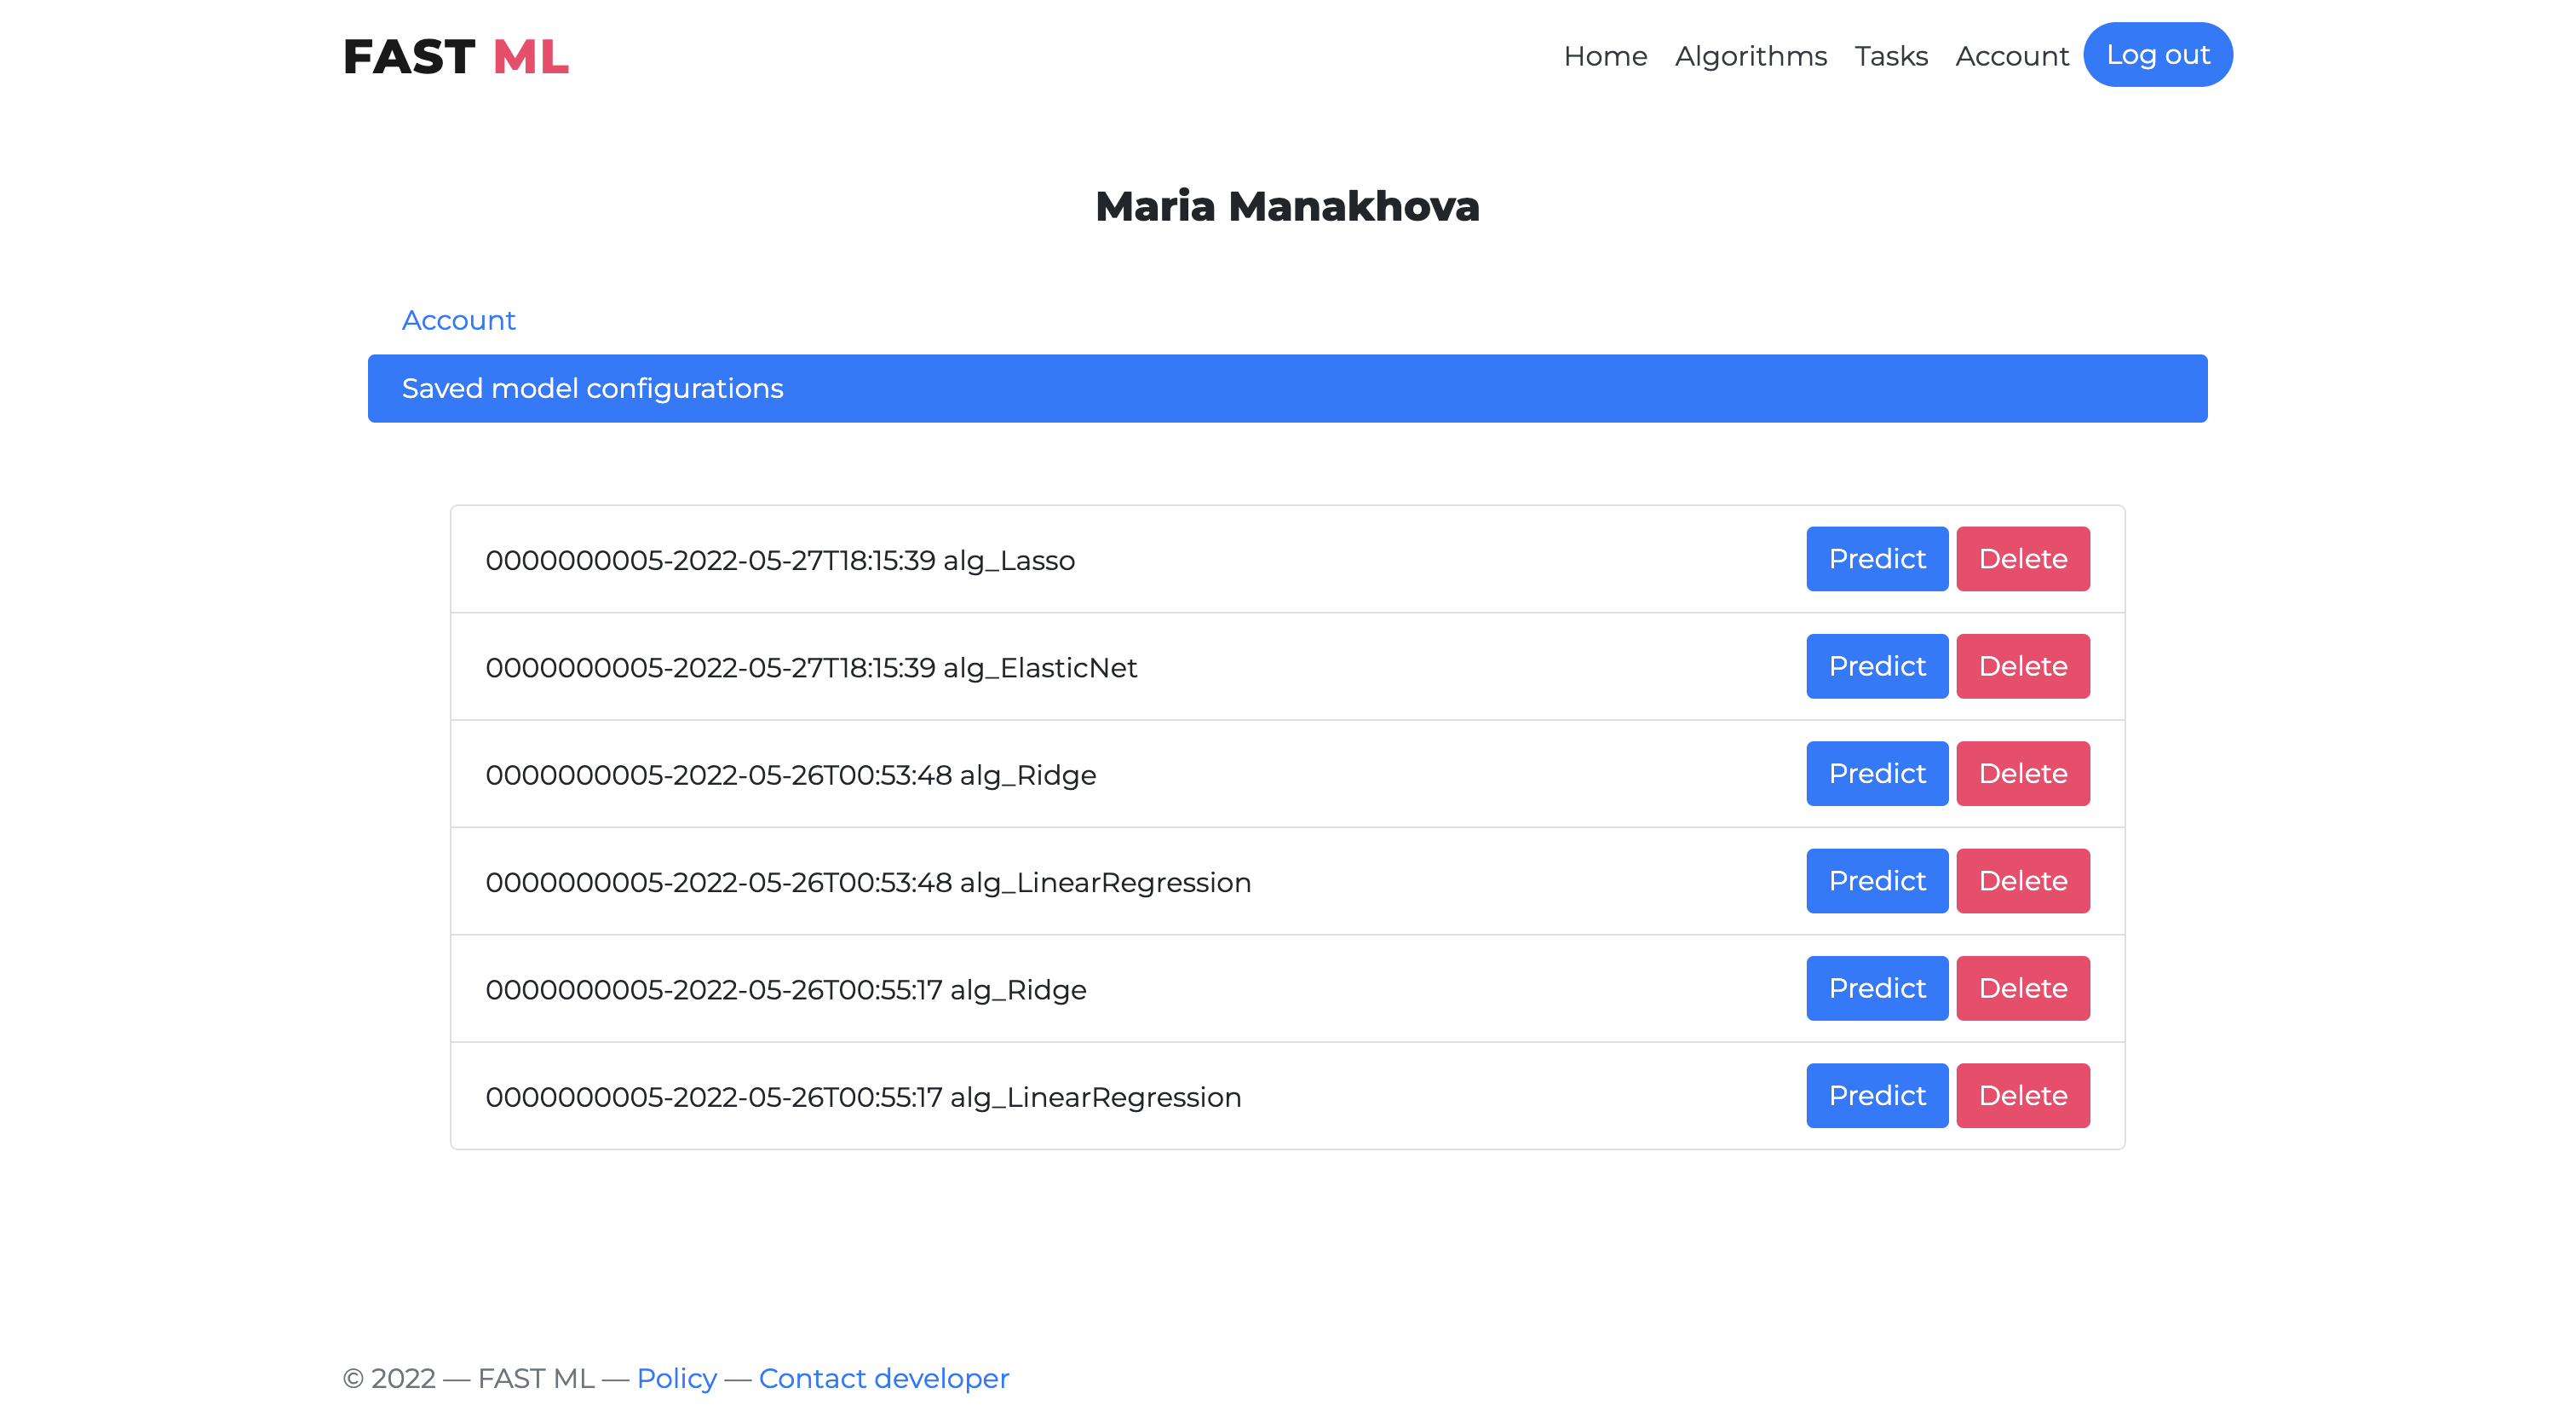 FAST ML
Home Algorithms Tasks Account Log out
Maria Manakhova
Account
Saved model configurations
0000000005-2022-05-27T18:15:39 alg_Lasso Predict Delete
0000000005-2022-05-27T18:15:39 alg_ElasticNet Predict Delete
0000000005-2022-05-26T00:53:48 alg_Ridge Predict Delete
0000000005-2022-05-26T00:53:48 alg_LinearRegression Predict Delete
0000000005-2022-05-26T00:55:17 alg_Ridge Predict Delete
0000000005-2022-05-26T00:55:17 alg_LinearRegression Predict Delete
© 2022 — FAST ML — Policy — Contact developer